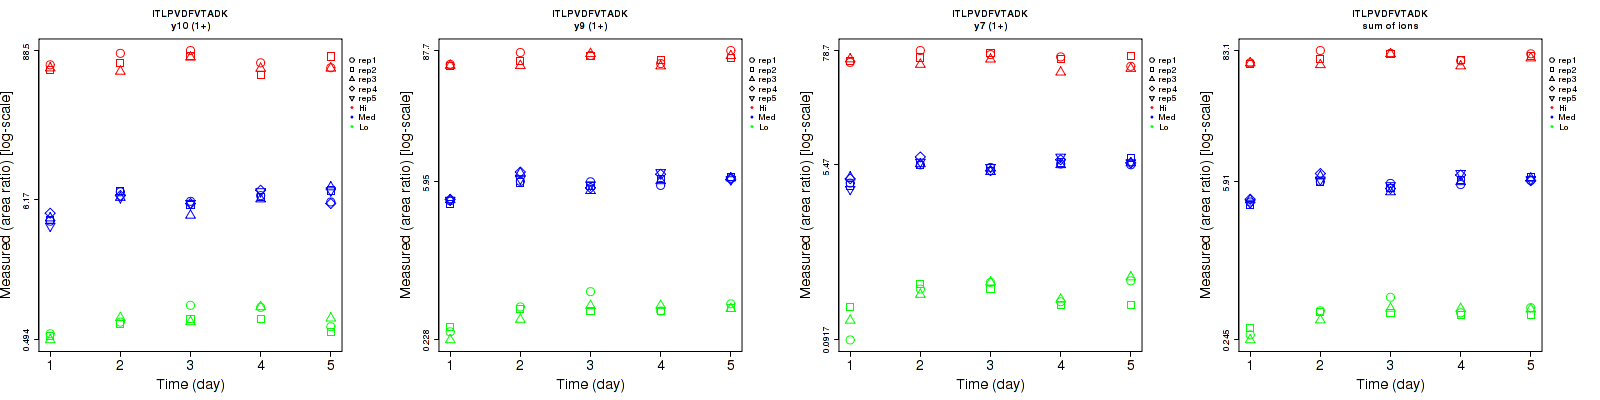 ITLPVDFVTADK
y10 (1+)
Measured (area ratio) [log-scale]
88.5
6.17
0.494
1 2 3 4 5
Time (day)
rep1
rep2
rep3
rep4
rep5
Hi
Med
Lo
ITLPVDFVTADK
y9 (1+)
Measured (area ratio) [log-scale]
87.7
5.95
0.228
1 2 3 4 5
Time (day)
rep1
rep2
rep3
rep4
rep5
Hi
Med
Lo
ITLPVDFVTADK
y7 (1+)
Measured (area ratio) [log-scale]
78.7
6.47
0.0917
1 2 3 4 5
Time (day)
rep1
rep2
rep3
rep4
rep5
Hi
Med
Lo
ITLPVDFVTADK
sum of ions
Measured (area ratio) [log-scale]
83.1
5.91
0.245
1 2 3 4 5
Time (day)
rep1
rep2
rep3
rep4
rep5
Hi
Med
Lo